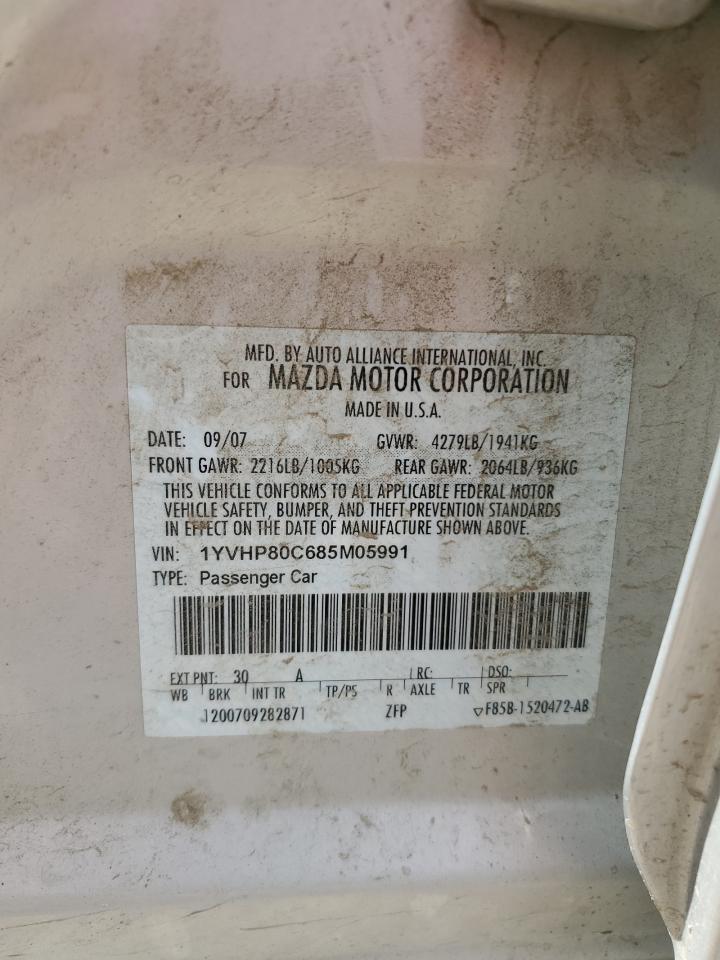 MFD. BY AUTO ALLIANCE INTERNATIONAL, INC.
FOR MAZDA MOTOR CORPORATION
MADE IN U.S.A.
DATE: 09/07 GVWR: 4279LB/1941KG
FRONT GAWR: 2216LB/1005KG REAR GAWR: 2064LB/936KG
THIS VEHICLE CONFORMS TO ALL APPLICABLE FEDERAL MOTOR
VEHICLE SAFETY, BUMPER, AND THEFT PREVENTION STANDARDS
IN EFFECT ON THE DATE OF MANUFACTURE SHOWN ABOVE.
VIN: 1YVHP80C685M05991
TYPE: Passenger Car
EXT PNT: 30 A RC: DSO:
WB BRK INT TR TP/PS R AXLE TR SPR
1200709282871 ZFP ▽F85B-1520472-AB